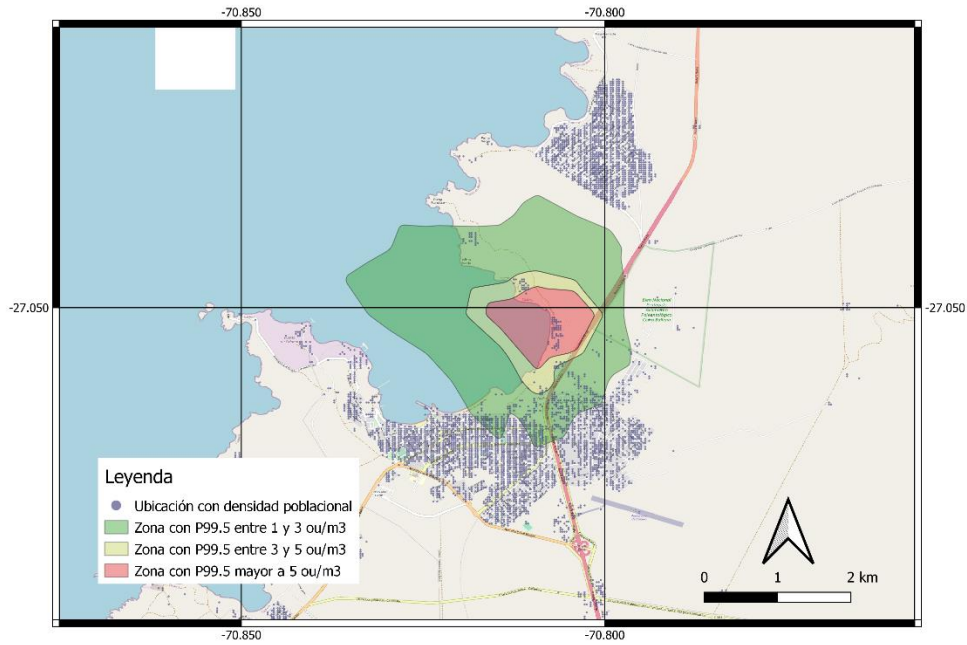 -70.850
-70.800
-27.050
-27.050
Leyenda
Ubicación con densidad poblacional
Zona con P99.5 entre 1 y 3 ou/m3
Zona con P99.5 entre 3 y 5 ou/m3
Zona con P99.5 mayor a 5 ou/m3
0 1 2 km
-70.850
-70.800